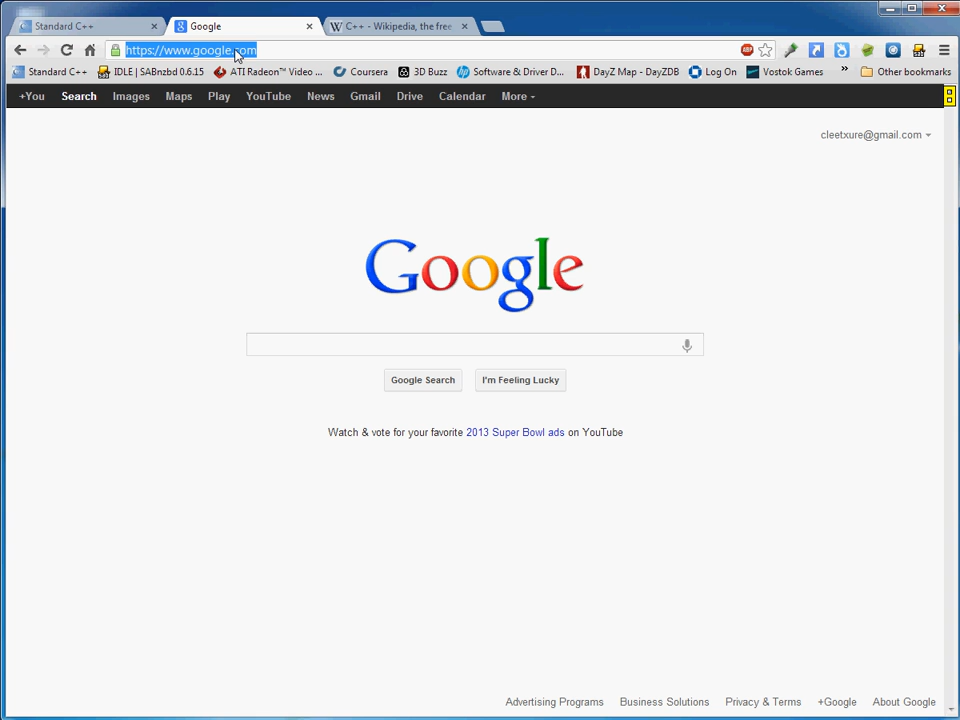 Standard C++
Google
C++ - Wikipedia, the free
https://www.google.com
Standard C++
IDLE | SABnzbd 0.6.15
ATI Radeon™ Video ...
Coursera
3D Buzz
Software & Driver D...
DayZ Map - DayZDB
Log On
Vostok Games
»
Other bookmarks
+You
Search
Images
Maps
Play
YouTube
News
Gmail
Drive
Calendar
More
cleetxure@gmail.com
Google
Google Search
I'm Feeling Lucky
Watch & vote for your favorite 2013 Super Bowl ads on YouTube
Advertising Programs
Business Solutions
Privacy & Terms
+Google
About Google